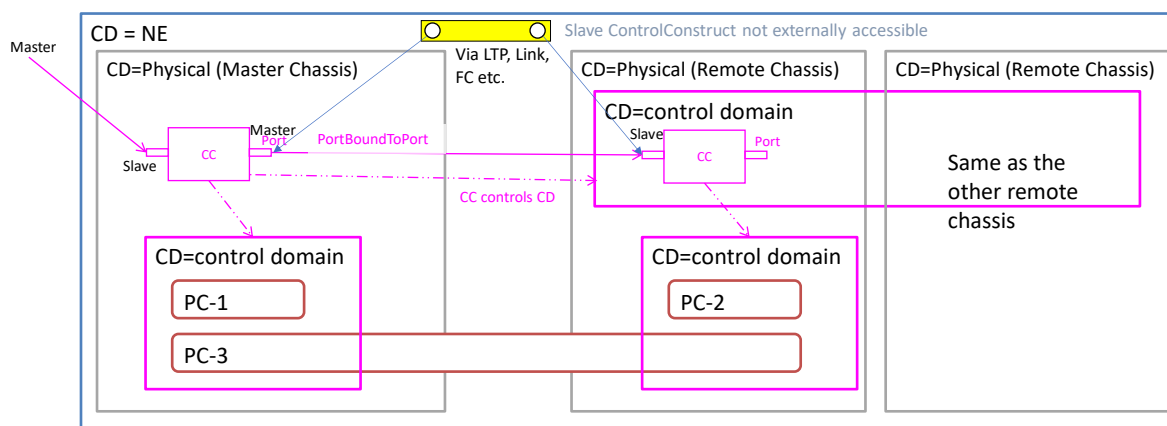 CD = NE
Slave ControlConstruct not externally accessible
Master
CD=Physical (Master Chassis)
Via LTP, Link,
FC etc.
CD=Physical (Remote Chassis)
CD=Physical (Remote Chassis)
CD=control domain
Master
Port
PortBoundToPort
Slave
Port
CC
CC
Slave
CC controls CD
Same as the
other remote
chassis
CD=control domain
CD=control domain
PC-1
PC-2
PC-3